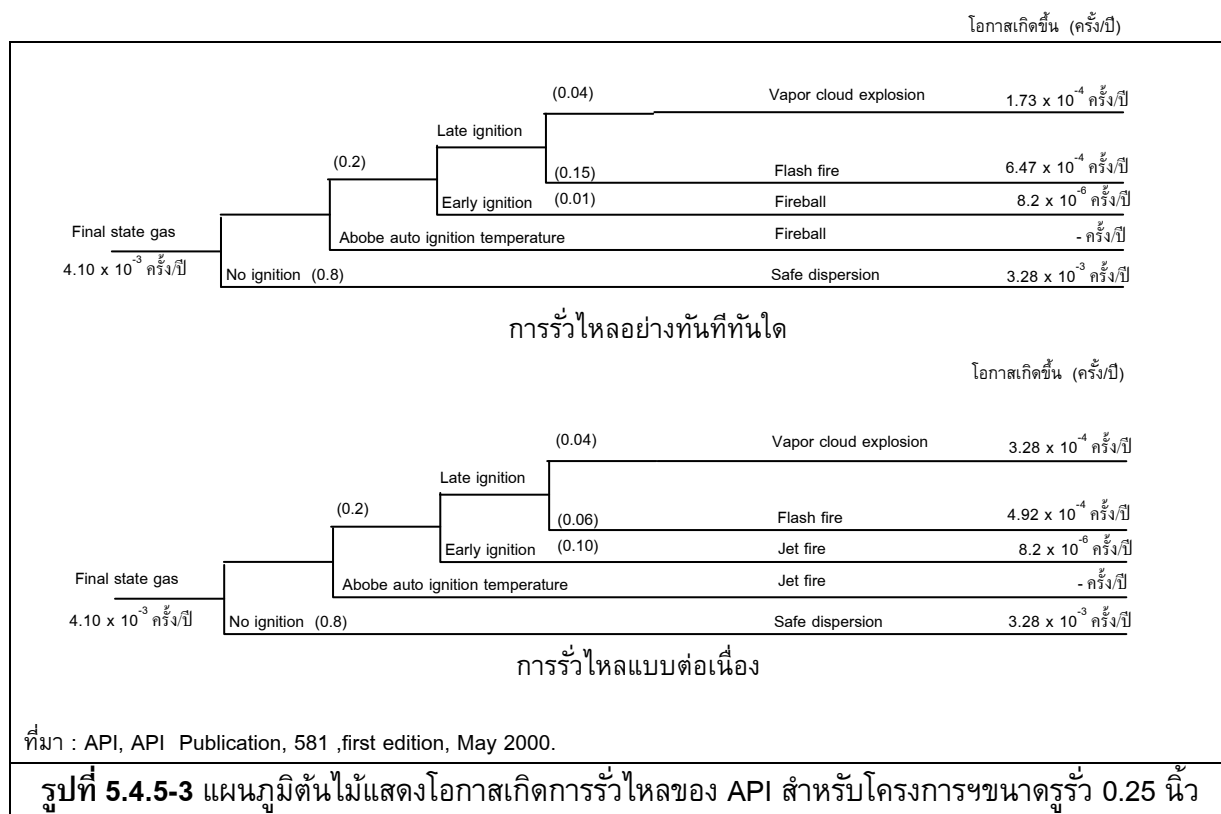 โอกาสเกิดขึ้น (ครั้ง/ปี)
(0.04) Vapor cloud explosion 1.73 x 10⁻⁴ ครั้ง/ปี
Late ignition
(0.2) (0.15) Flash fire 6.47 x 10⁻⁴ ครั้ง/ปี
Early ignition (0.01) Fireball 8.2 x 10⁻⁶ ครั้ง/ปี
Final state gas
Abobe auto ignition temperature Fireball - ครั้ง/ปี
4.10 x 10⁻³ ครั้ง/ปี
No ignition (0.8) Safe dispersion 3.28 x 10⁻³ ครั้ง/ปี
การรั่วไหลอย่างทันทีทันใด
โอกาสเกิดขึ้น (ครั้ง/ปี)
(0.04) Vapor cloud explosion 3.28 x 10⁻⁴ ครั้ง/ปี
Late ignition
(0.2) (0.06) Flash fire 4.92 x 10⁻⁴ ครั้ง/ปี
Early ignition (0.10) Jet fire 8.2 x 10⁻⁶ ครั้ง/ปี
Final state gas
Abobe auto ignition temperature Jet fire - ครั้ง/ปี
4.10 x 10⁻³ ครั้ง/ปี
No ignition (0.8) Safe dispersion 3.28 x 10⁻³ ครั้ง/ปี
การรั่วไหลแบบต่อเนื่อง
ที่มา : API, API Publication, 581 ,first edition, May 2000.
รูปที่ 5.4.5-3 แผนภูมิต้นไม้แสดงโอกาสเกิดการรั่วไหลของ API สำหรับโครงการฯขนาดรูรั่ว 0.25 นิ้ว